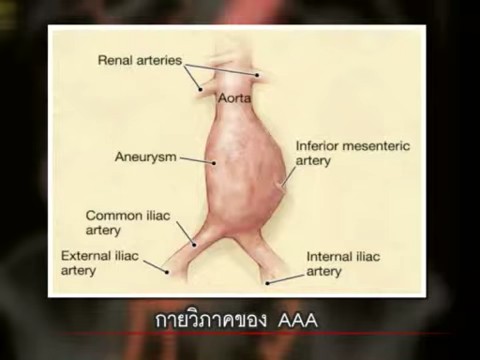 Renal arteries
Aorta
Aneurysm
Inferior mesenteric
artery
Common iliac
artery
External iliac
artery
Internal iliac
artery
กายวิภาคของ AAA